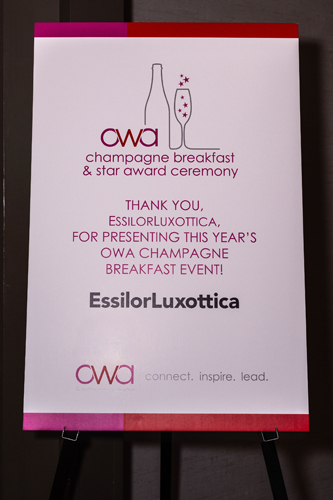 owa
champagne breakfast
& star award ceremony
THANK YOU,
ESSILORLUXOTTICA,
FOR PRESENTING THIS YEAR'S
OWA CHAMPAGNE
BREAKFAST EVENT!
EssilorLuxottica
owa connect. inspire. lead.